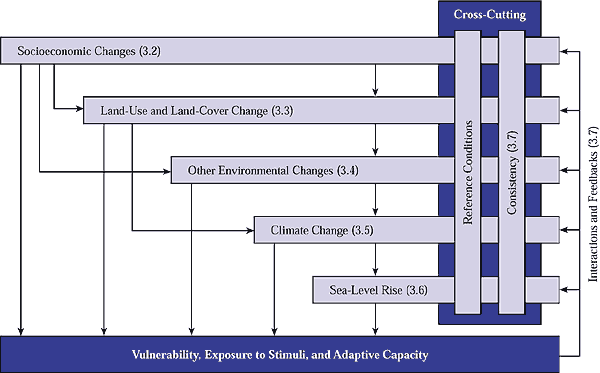 Cross-Cutting
Socioeconomic Changes (3.2)
Land-Use and Land-Cover Change (3.3)
Other Environmental Changes (3.4)
Climate Change (3.5)
Sea-Level Rise (3.6)
Reference Conditions
Consistency (3.7)
Interactions and Feedbacks (3.7)
Vulnerability, Exposure to Stimuli, and Adaptive Capacity